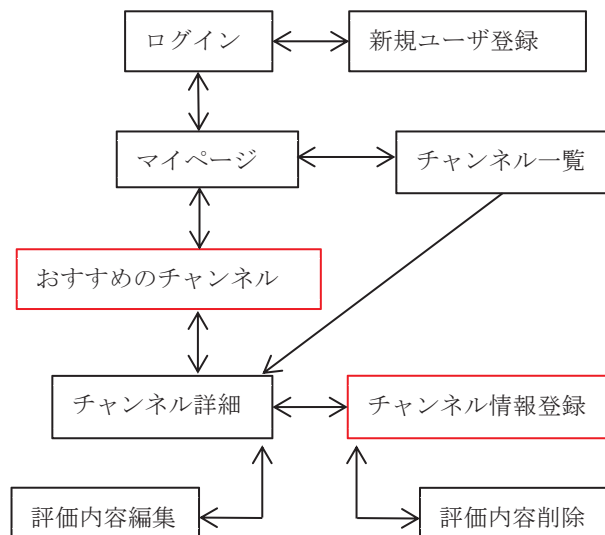 ログイン
新規ユーザ登録
マイページ
チャンネル一覧
おすすめのチャンネル
チャンネル詳細
チャンネル情報登録
評価内容編集
評価内容削除